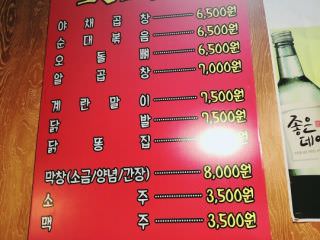 야채곱창 6,500원
순대볶음 6,500원
오돌뼈 6,500원
알곱창 7,000원
계란말이 7,500원
닭발 7,500원
닭똥집
막창(소금/양념/간장) 8,000원
소주 3,500원
맥주 3,500원
좋은
데이